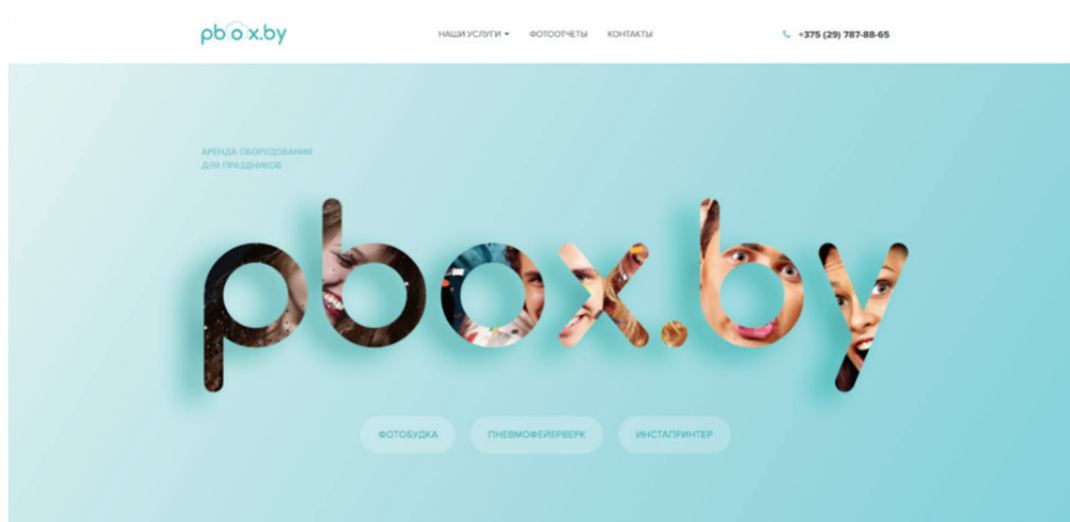 pbox.by
НАШИ УСЛУГИ
ФОТООТЧЕТЫ
КОНТАКТЫ
+375 (29) 787-88-65
АРЕНДА ОБОРУДОВАНИЯ
ДЛЯ ПРАЗДНИКОВ
pbox.by
ФОТОБУДКА
ПНЕВМОФЕЙЕРВЕРК
ИНСТАПРИНТЕР